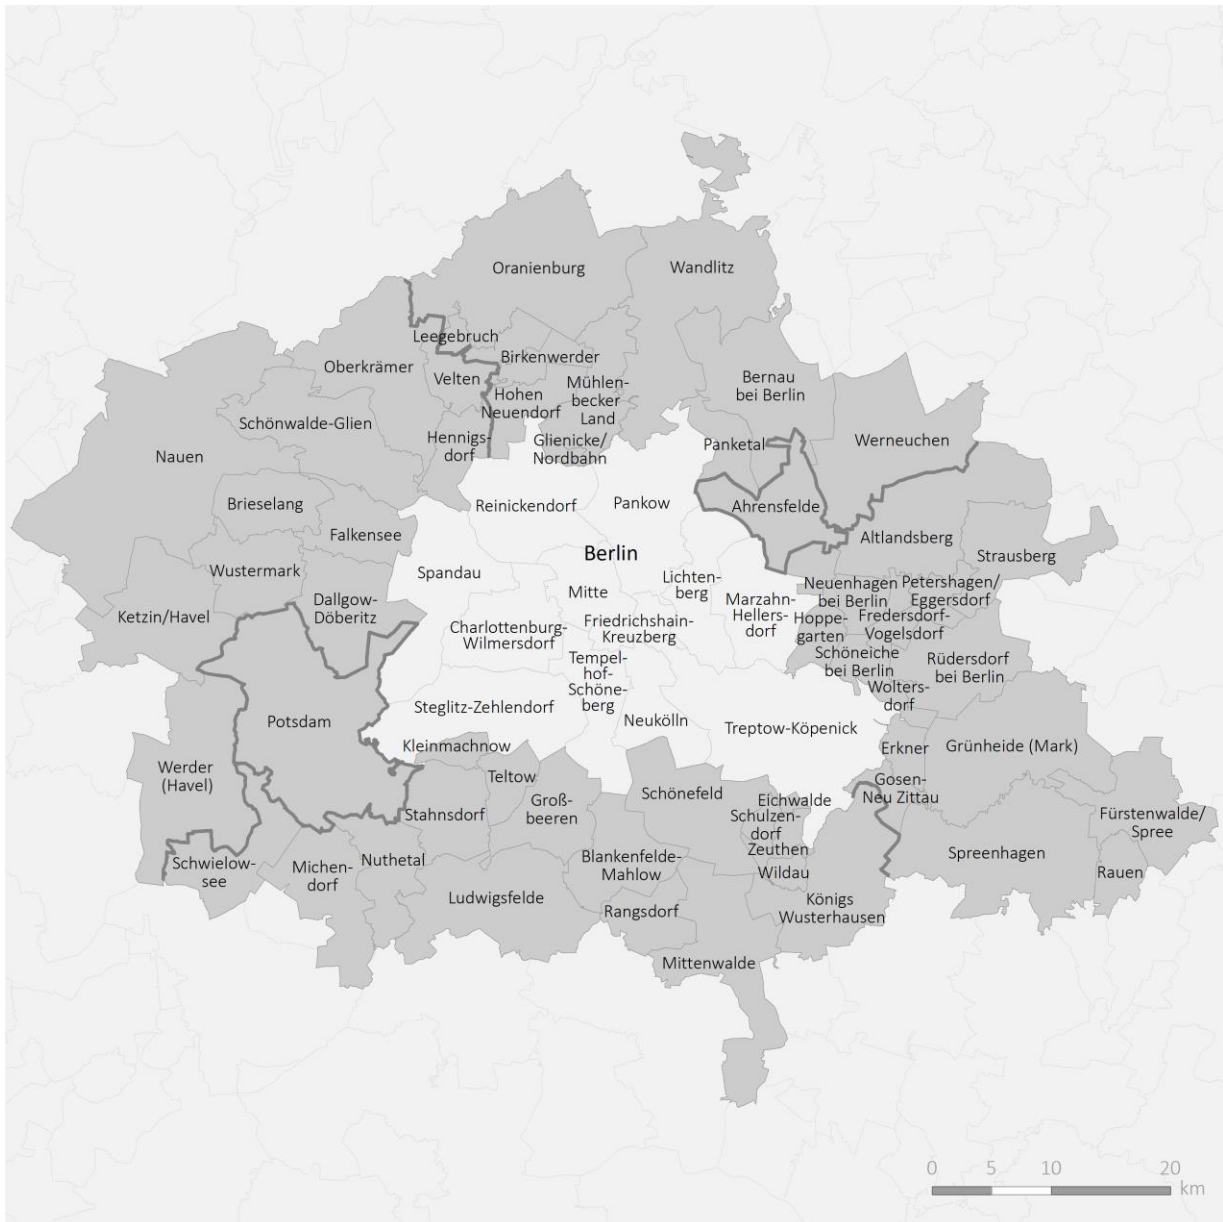 Oranienburg
Wandlitz
Leegebruch
Birkenwerder
Oberkrämer
Velten
Mühlen-
becker
Land
Bernau
bei Berlin
Hohen
Neuendorf
Schönwalde-Glien
Hennigs-
dorf
Glienicke/
Nordbahn
Panketal
Werneuchen
Nauen
Brieselang
Reinickendorf
Pankow
Ahrensfelde
Falkensee
Altlandsberg
Strausberg
Berlin
Wustermark
Spandau
Mitte
Lichten-
berg
Neuenhagen
bei Berlin
Petershagen/
Eggersdorf
Ketzin/Havel
Dallgow-
Döberitz
Marzahn-
Hellers-
dorf
Hoppe-
garten
Fredersdorf-
Vogelsdorf
Charlottenburg-
Wilmersdorf
Friedrichshain-
Kreuzberg
Schöneiche
bei Berlin
Rüdersdorf
bei Berlin
Tempel-
hof-
Schöne-
berg
Wolters-
dorf
Potsdam
Steglitz-Zehlendorf
Neukölln
Treptow-Köpenick
Kleinmachnow
Erkner
Grünheide (Mark)
Werder
(Havel)
Teltow
Gosen-
Neu Zittau
Stahnsdorf
Groß-
beeren
Schönefeld
Eichwalde
Schulzen-
dorf
Zeuthen
Fürstenwalde/
Spree
Schwielow-
see
Michen-
dorf
Nuthetal
Blankenfelde-
Mahlow
Wildau
Spreenhagen
Rauen
Ludwigsfelde
Rangsdorf
Königs
Wusterhausen
Mittenwalde
0 5 10 20
km